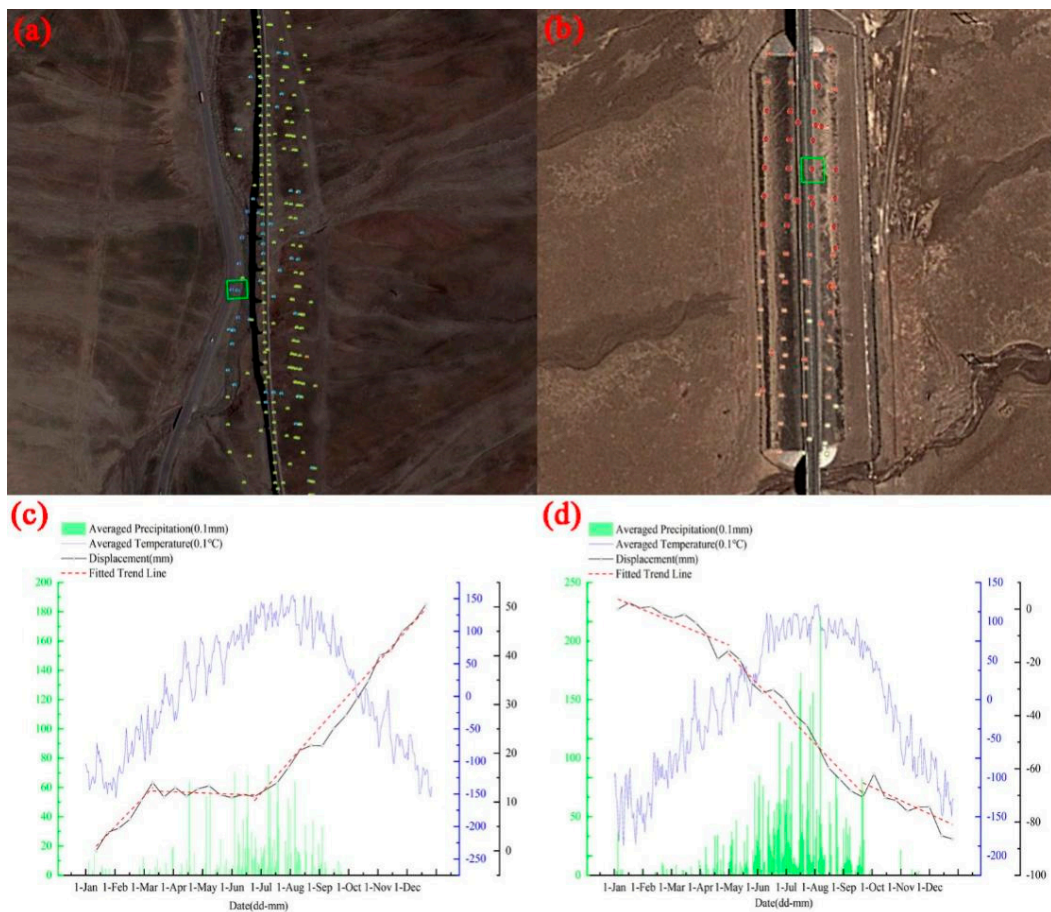 (a)
(b)
(c)
Averaged Precipitation(0.1mm)
Averaged Temperature(0.1°C)
Displacement(mm)
Fitted Trend Line
200
180
160
140
120
100
80
60
40
20
0
150
100
50
0
-50
-100
-150
-200
-250
50
40
30
20
10
0
1-Jan 1-Feb 1-Mar 1-Apr 1-May 1-Jun 1-Jul 1-Aug 1-Sep 1-Oct 1-Nov 1-Dec
Date(dd-mm)
(d)
Averaged Precipitation(0.1mm)
Averaged Temperature(0.1°C)
Displacement(mm)
Fitted Trend Line
250
200
150
100
50
0
150
100
50
0
-50
-100
-150
-200
0
-20
-40
-60
-80
-100
1-Jan 1-Feb 1-Mar 1-Apr 1-May 1-Jun 1-Jul 1-Aug 1-Sep 1-Oct 1-Nov 1-Dec
Date(dd-mm)